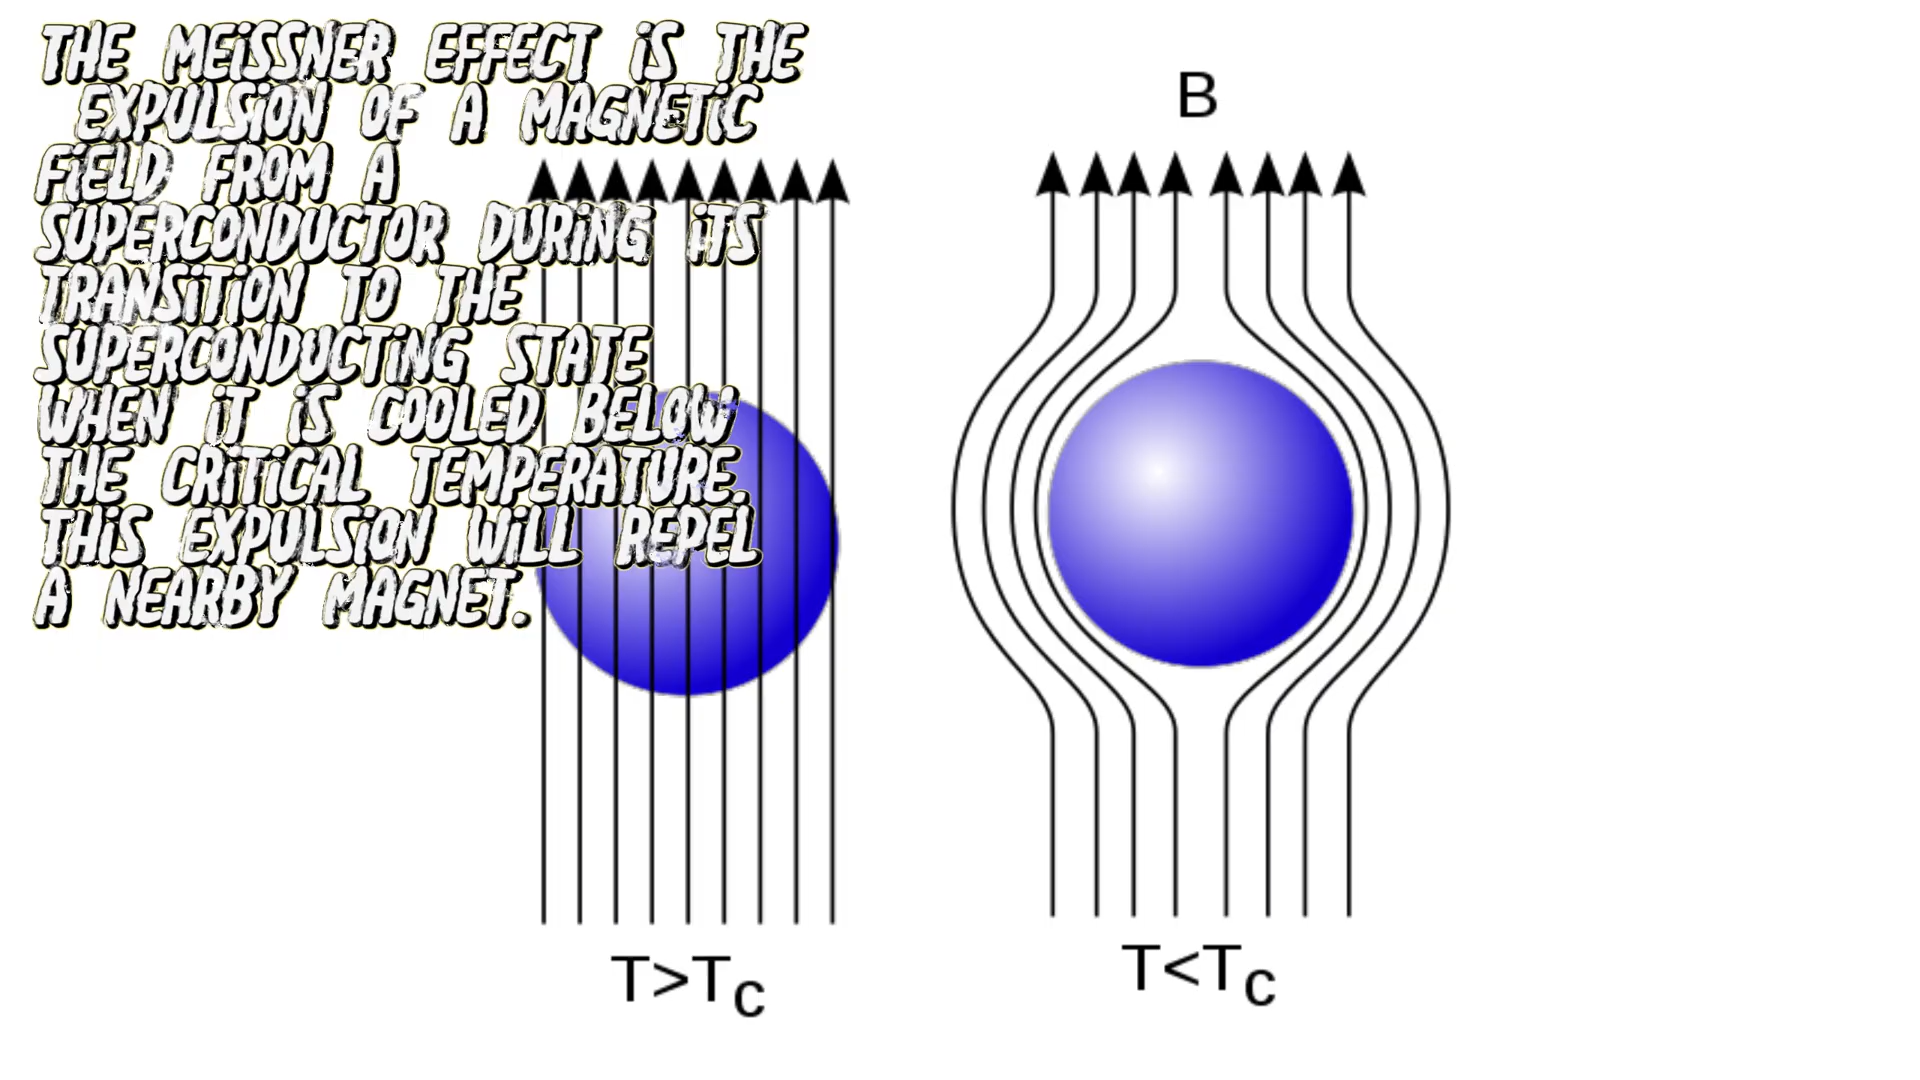 THE MEiSSNER EFFECT iS THE
EXPULSiON OF A MAGNETiC
FiELD FROM A
SUPERCONDUCTOR DURiNG iTS
TRANSiTiON TO THE
SUPERCONDUCTiNG STATE
WHEN iT iS COOLED BELOW
THE CRiTiCAL TEMPERATURE.
THiS EXPULSiON WiLL REPEL
A NEARBY MAGNET.
B
T>Tc
T<Tc